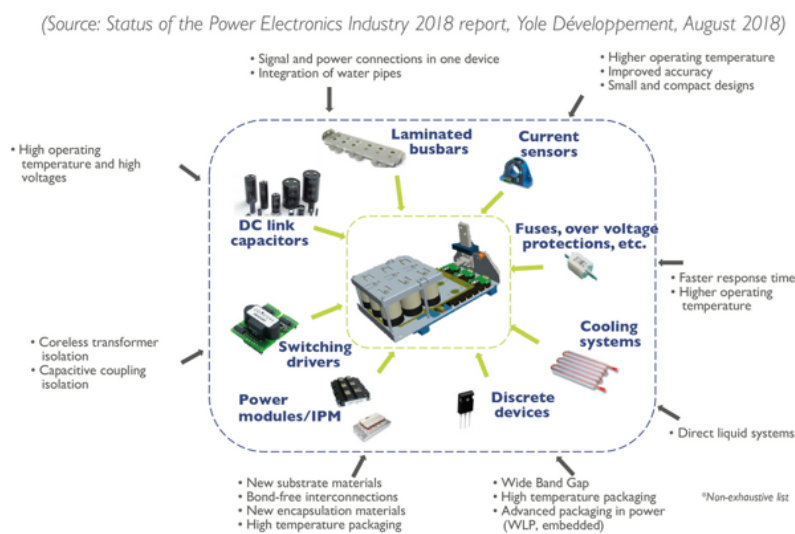 (Source: Status of the Power Electronics Industry 2018 report, Yole Développement, August 2018)
• Signal and power connections in one device
• Integration of water pipes
• Higher operating temperature
• Improved accuracy
• Small and compact designs
• High operating
temperature and high
voltages
Laminated
busbars
Current
sensors
DC link
capacitors
Fuses, over voltage
protections, etc.
• Faster response time
• Higher operating
temperature
• Coreless transformer
isolation
• Capacitive coupling
isolation
Switching
drivers
Cooling
systems
Power
modules/IPM
Discrete
devices
• Direct liquid systems
• New substrate materials
• Bond-free interconnections
• New encapsulation materials
• High temperature packaging
• Wide Band Gap
• High temperature packaging
• Advanced packaging in power
(WLP, embedded)
*Non-exhaustive list